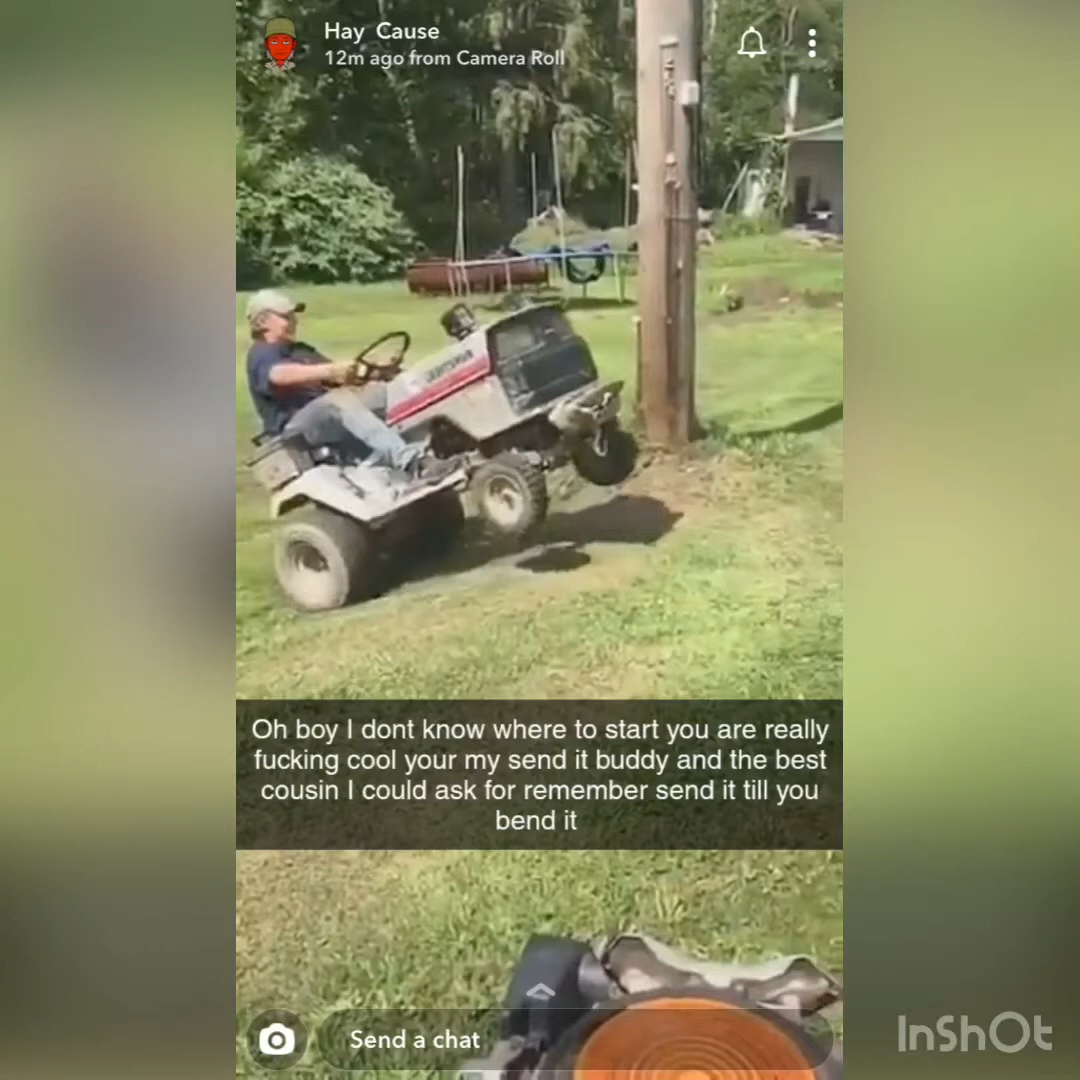 Hay Cause
12m ago from Camera Roll
Oh boy I dont know where to start you are really
fucking cool your my send it buddy and the best
cousin I could ask for remember send it till you
bend it
Send a chat
InShOt